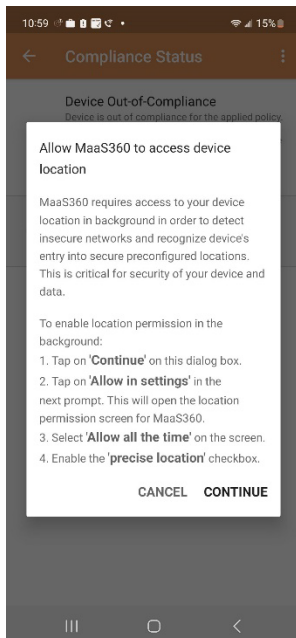 10:59 15%
Compliance Status
Device Out-of-Compliance
Device is out of compliance for the applied policy.
Allow MaaS360 to access device
location
MaaS360 requires access to your device
location in background in order to detect
insecure networks and recognize device's
entry into secure preconfigured locations.
This is critical for security of your device and
data.
To enable location permission in the
background:
1. Tap on 'Continue' on this dialog box.
2. Tap on 'Allow in settings' in the
next prompt. This will open the location
permission screen for MaaS360.
3. Select 'Allow all the time' on the screen.
4. Enable the 'precise location' checkbox.
CANCEL CONTINUE